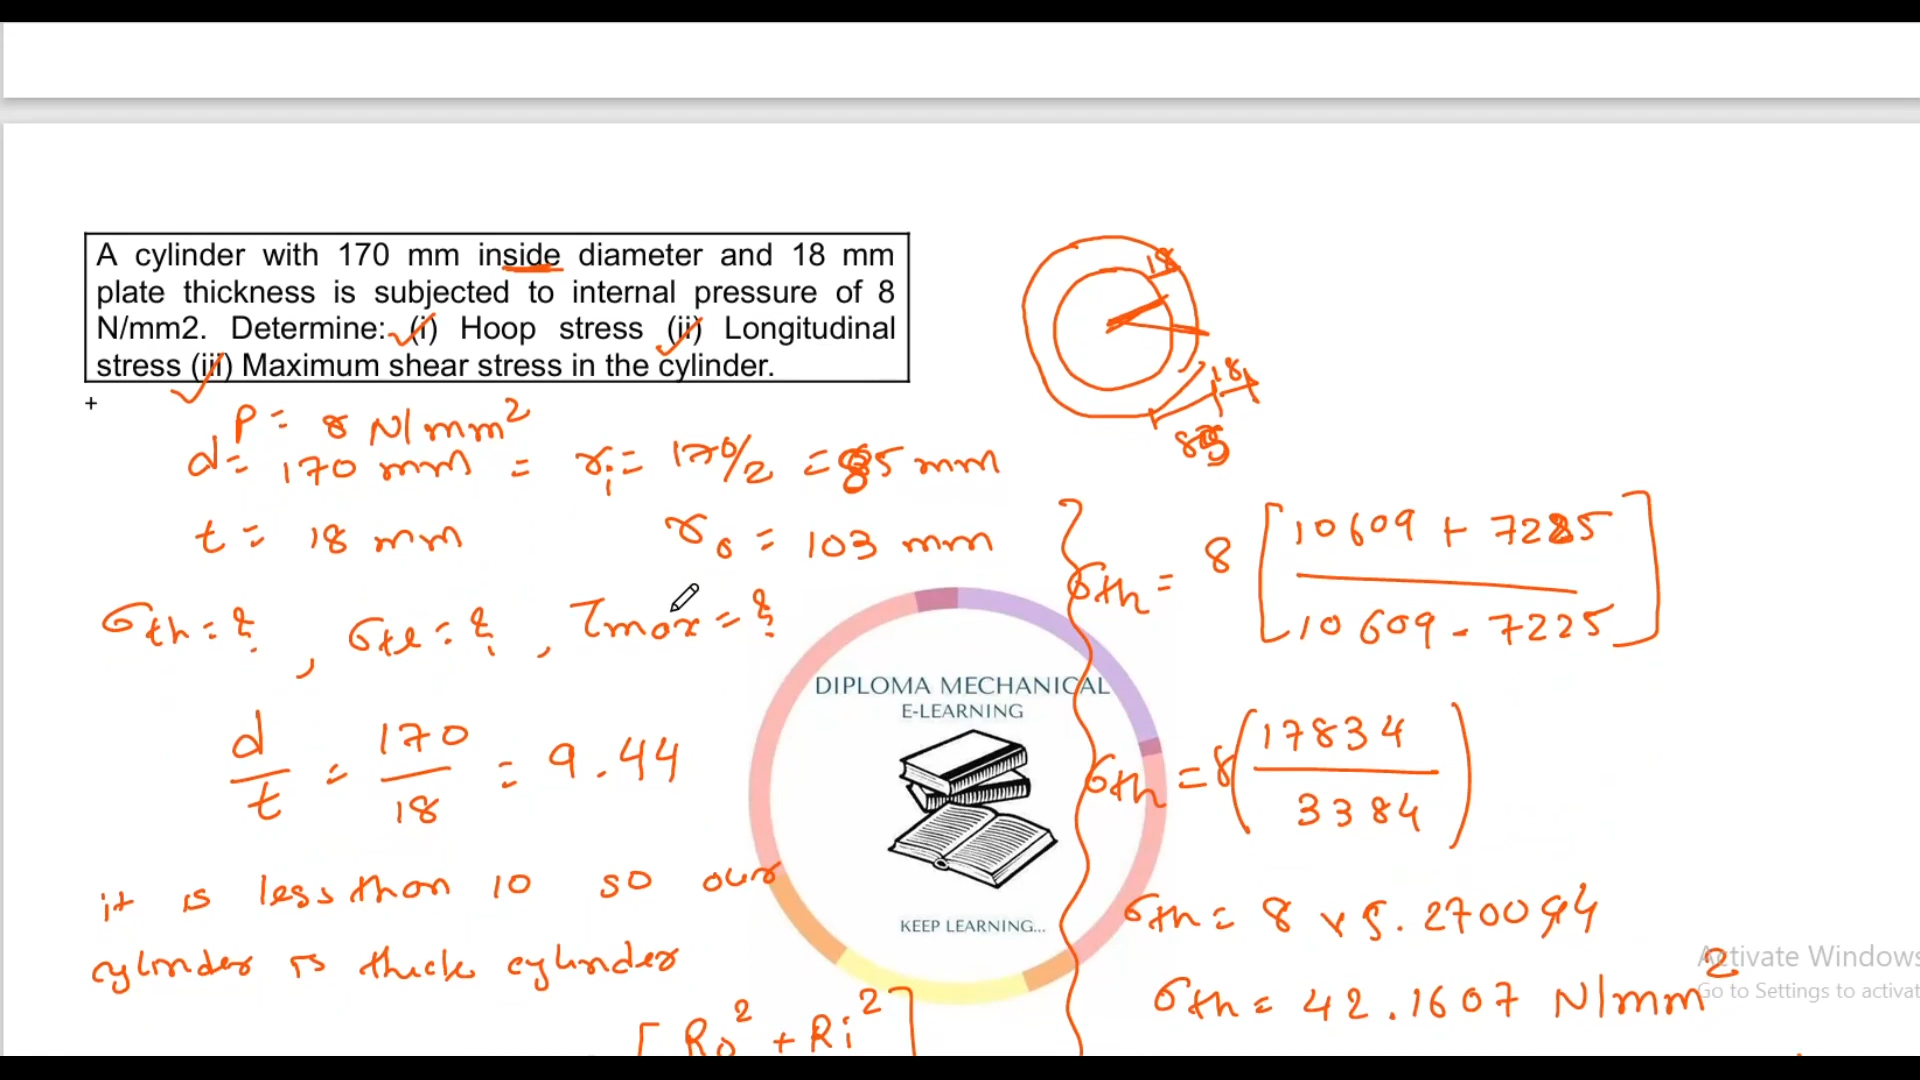 A cylinder with 170 mm inside diameter and 18 mm
plate thickness is subjected to internal pressure of 8
N/mm2. Determine: (i) Hoop stress (ii) Longitudinal
stress (iii) Maximum shear stress in the cylinder.
18
18
85
P = 8 N/mm²
d = 170 mm = ri = 170/2 = 85 mm
t = 18 mm r₀ = 103 mm
σth = ? , σtl = ? , τmax = ?
d/t = 170/18 = 9.44
it is less than 10 so our
cylinder is thick cylinder
[ Ro² + Ri² ]
σth = 8 [ 10609 + 7225 / 10609 - 7225 ]
σth = 8 ( 17834 / 3384 )
σth = 8 × 5.270094
σth = 42.1607 N/mm²
DIPLOMA MECHANICAL
E-LEARNING
KEEP LEARNING...
Activate Windows
Go to Settings to activat